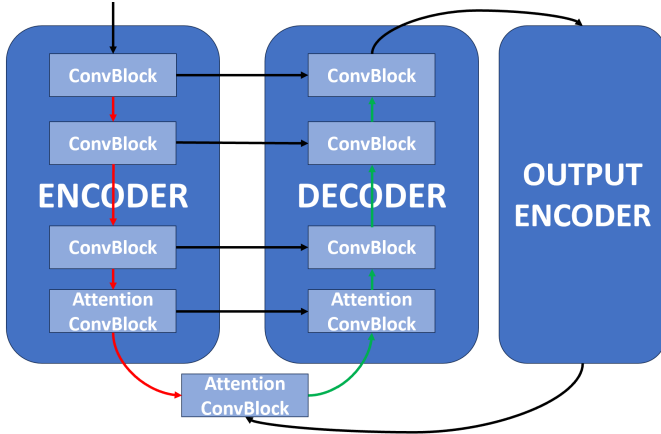 ConvBlock
ConvBlock
ENCODER
ConvBlock
Attention
ConvBlock
ConvBlock
ConvBlock
DECODER
ConvBlock
Attention
ConvBlock
Attention
ConvBlock
OUTPUT
ENCODER